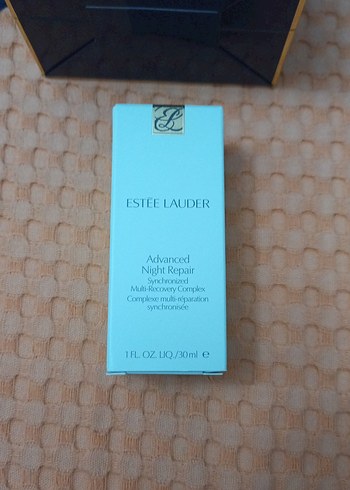 ESTĒE LAUDER
Advanced
Night Repair
Synchronized
Multi-Recovery Complex
Complexe multi-réparation
synchronisée
1 FL. OZ. LIQ./30 ml ℮